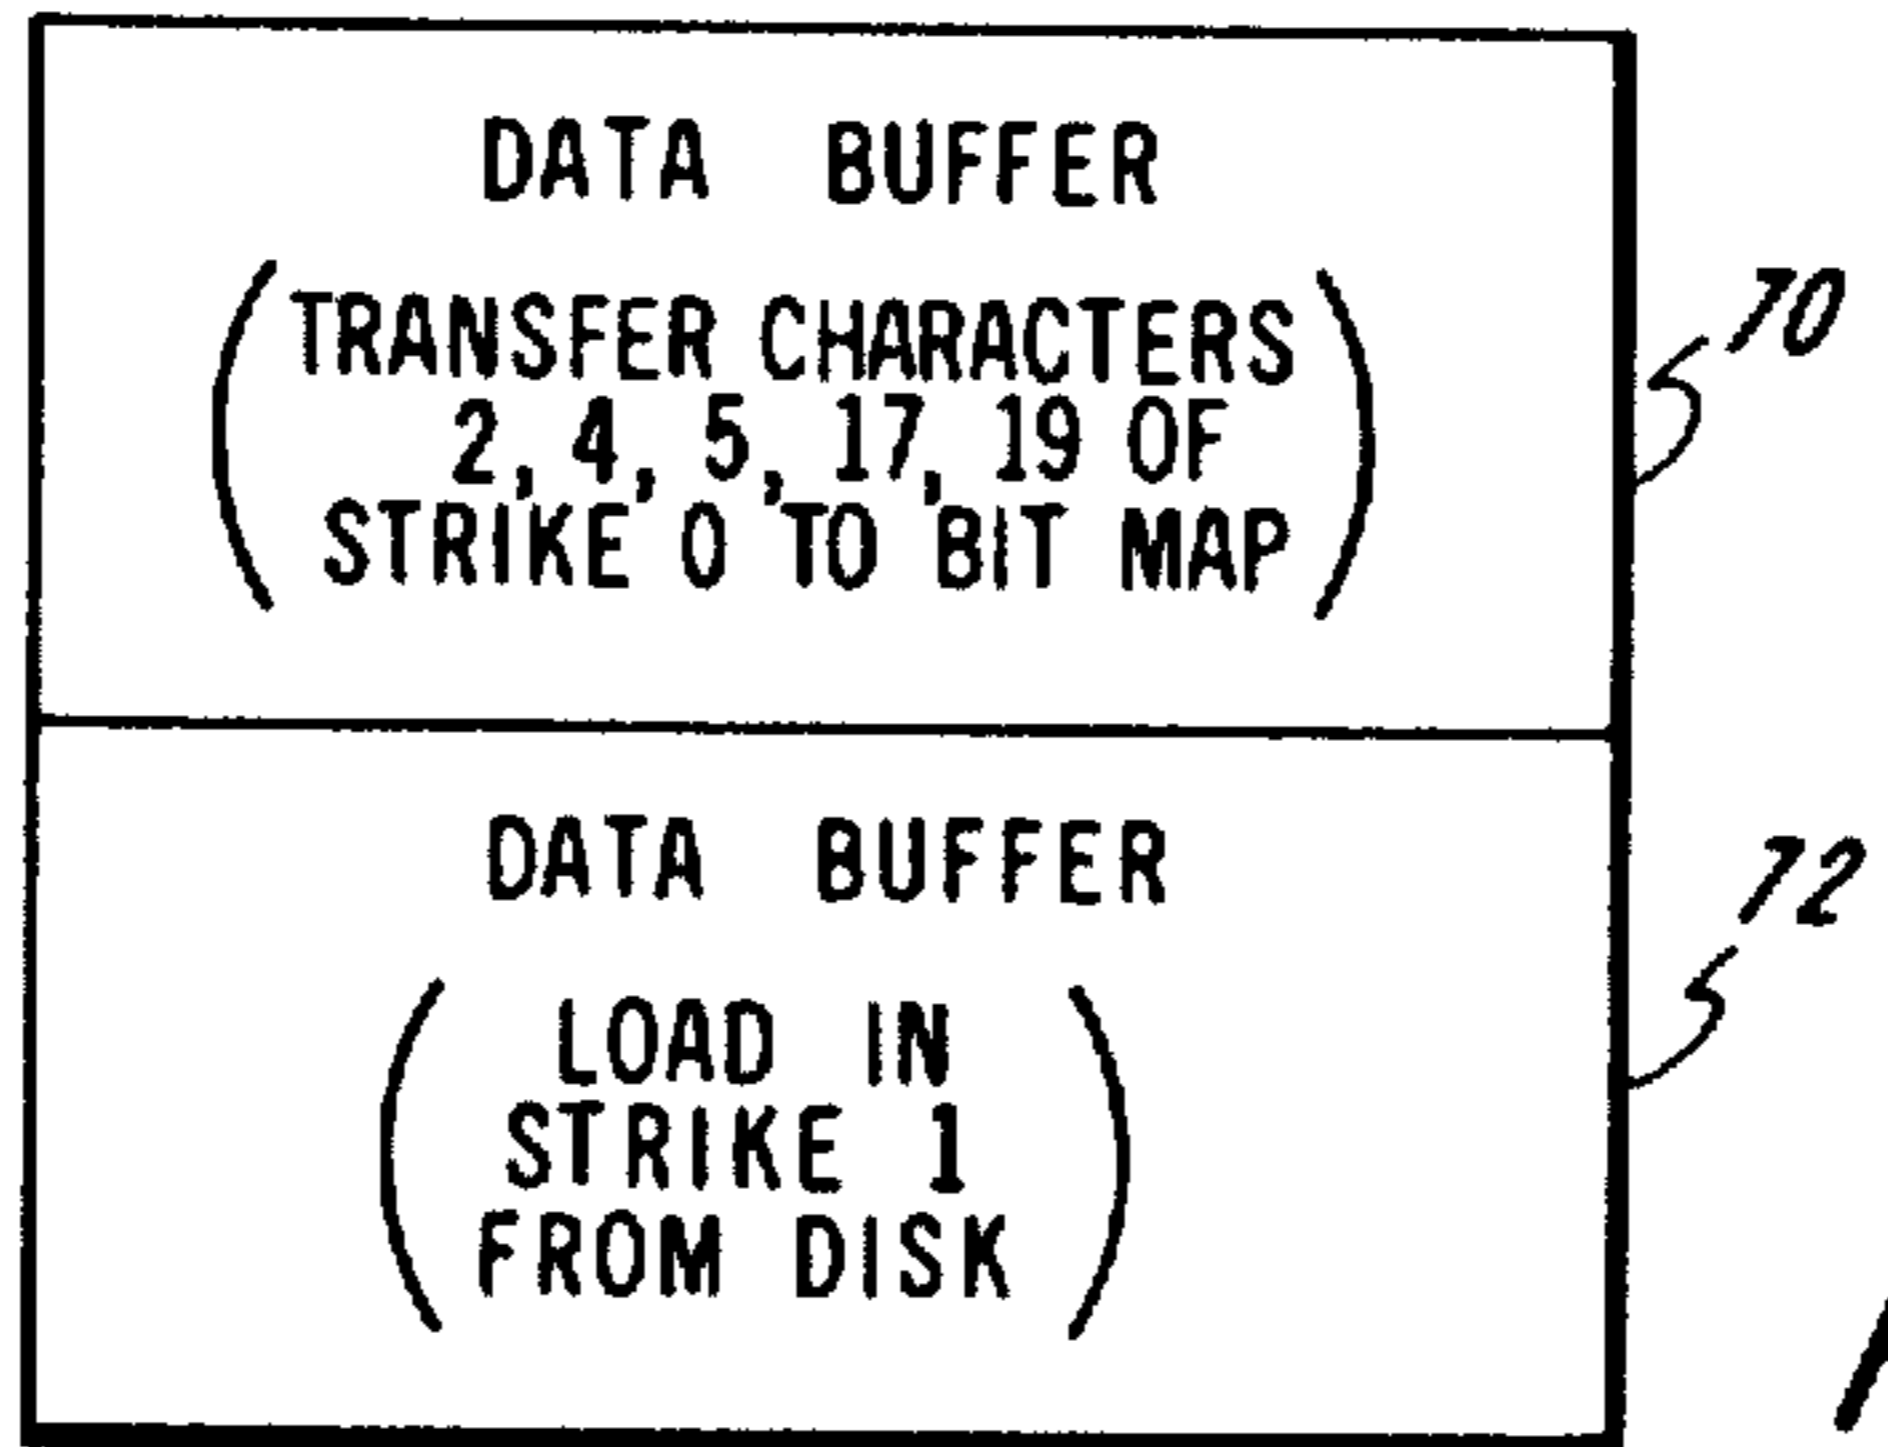 DATA BUFFER
TRANSFER CHARACTERS
2, 4, 5, 17, 19 OF
STRIKE 0 TO BIT MAP
70
DATA BUFFER
72
LOAD IN
STRIKE 1
FROM DISK